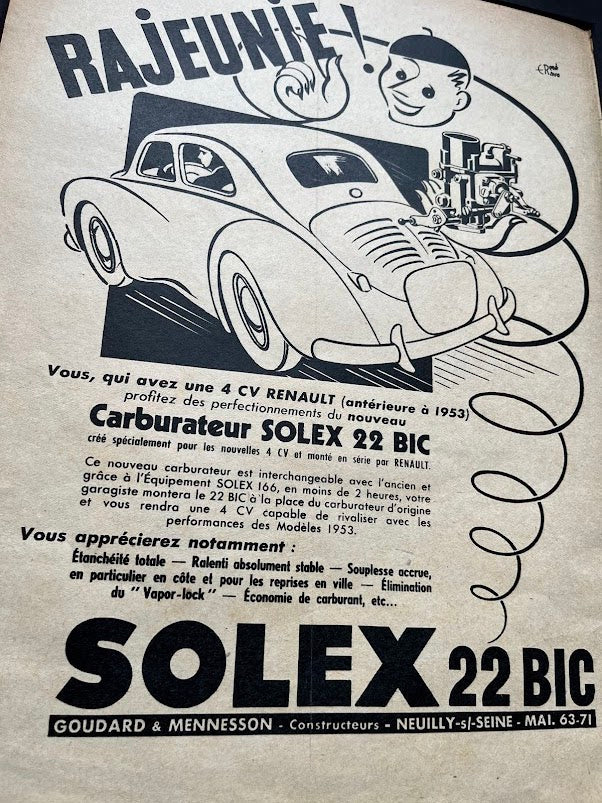 RAJEUNIE !
Vous, qui avez une 4 CV RENAULT (antérieure à 1953)
profitez des perfectionnements du nouveau
Carburateur SOLEX 22 BIC
créé spécialement pour les nouvelles 4 CV et monté en série par RENAULT.
Ce nouveau carburateur est interchangeable avec l'ancien et
grâce à l'Équipement SOLEX 166, en moins de 2 heures, votre
garagiste montera le 22 BIC à la place du carburateur d'origine
et vous rendra une 4 CV capable de rivaliser avec les
performances des Modèles 1953.
Vous apprécierez notamment :
Étanchéité totale — Ralenti absolument stable — Souplesse accrue,
en particulier en côte et pour les reprises en ville — Élimination
du "Vapor-lock" — Économie de carburant, etc...
SOLEX 22 BIC
GOUDARD & MENNESSON - Constructeurs - NEUILLY-s/-SEINE - MAI. 63-71